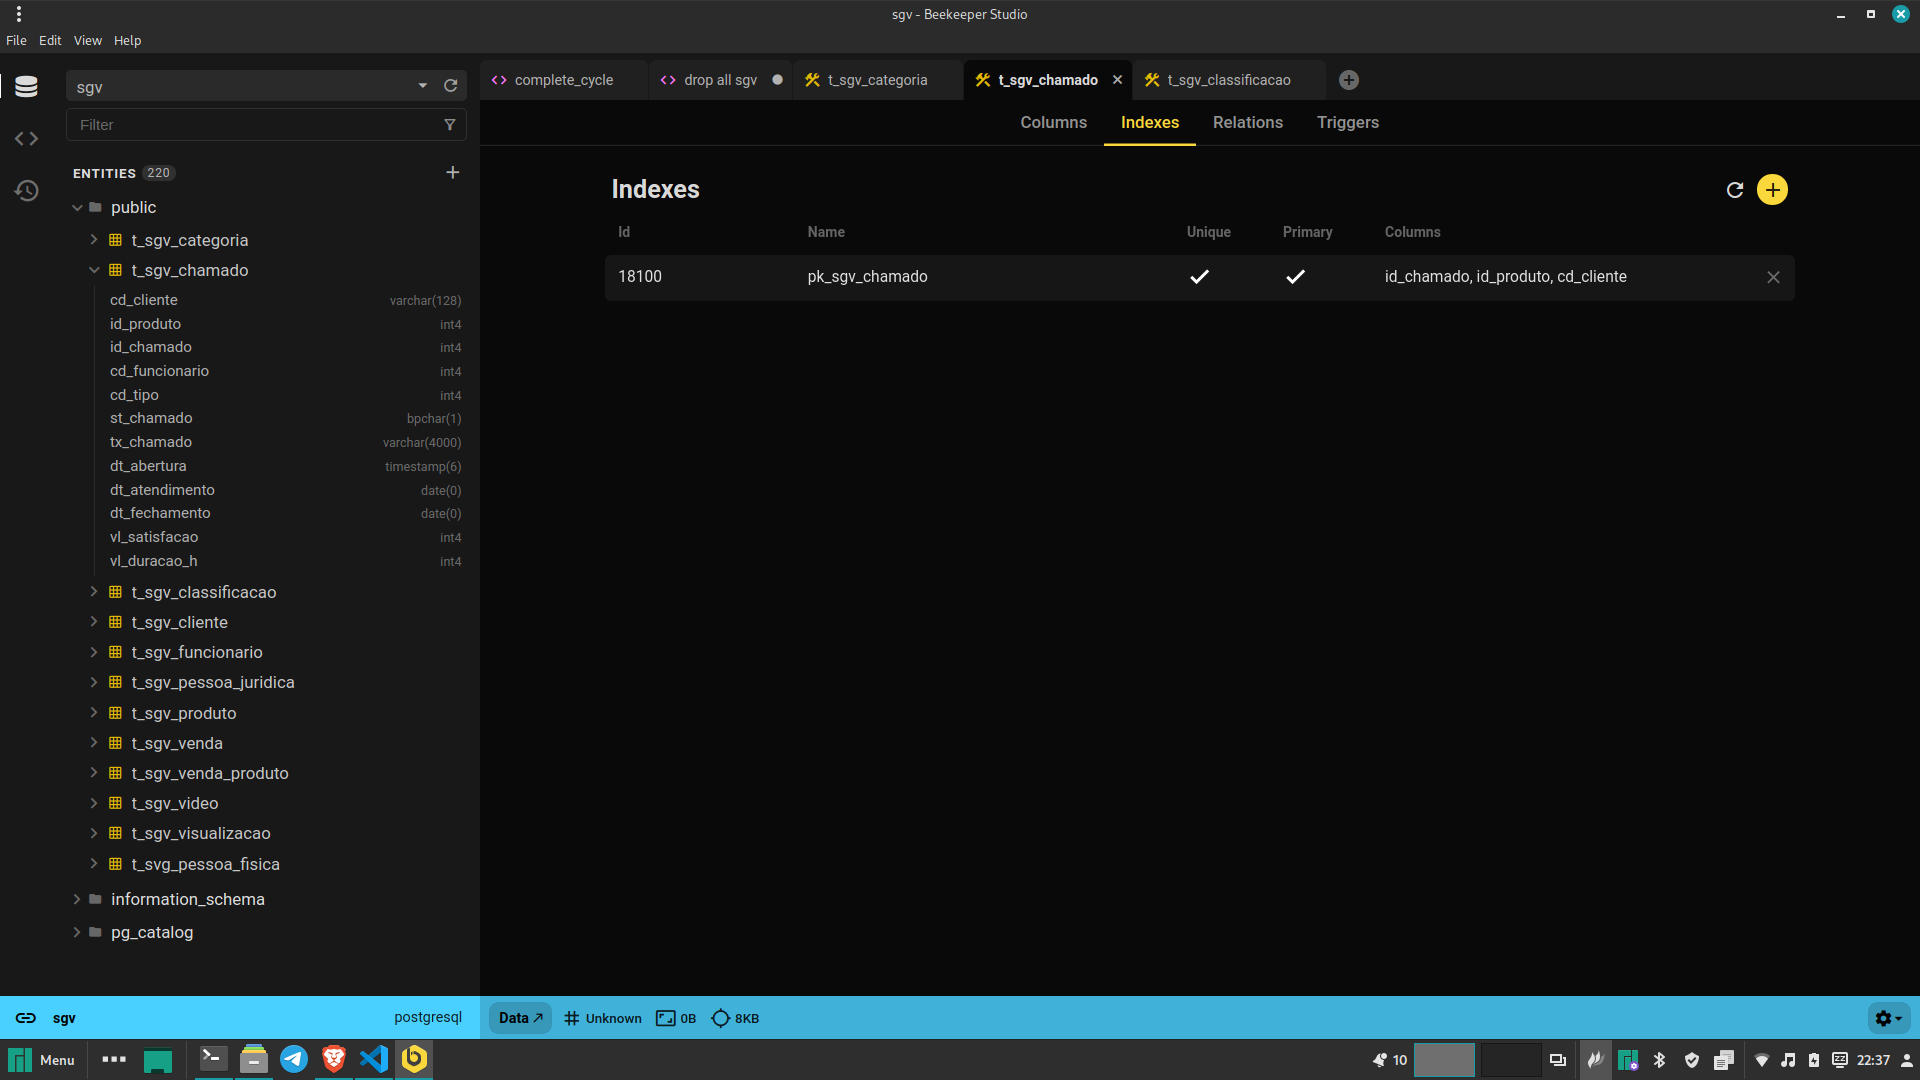 sgv - Beekeeper Studio
File Edit View Help
sgv
Filter
ENTITIES 220
public
t_sgv_categoria
t_sgv_chamado
cd_cliente varchar(128)
id_produto int4
id_chamado int4
cd_funcionario int4
cd_tipo int4
st_chamado bpchar(1)
tx_chamado varchar(4000)
dt_abertura timestamp(6)
dt_atendimento date(0)
dt_fechamento date(0)
vl_satisfacao int4
vl_duracao_h int4
t_sgv_classificacao
t_sgv_cliente
t_sgv_funcionario
t_sgv_pessoa_juridica
t_sgv_produto
t_sgv_venda
t_sgv_venda_produto
t_sgv_video
t_sgv_visualizacao
t_svg_pessoa_fisica
information_schema
pg_catalog
complete_cycle drop all sgv t_sgv_categoria t_sgv_chamado t_sgv_classificacao
Columns Indexes Relations Triggers
Indexes
Id Name Unique Primary Columns
18100 pk_sgv_chamado id_chamado, id_produto, cd_cliente
sgv postgresql Data Unknown 0B 8KB
Menu 10 22:37